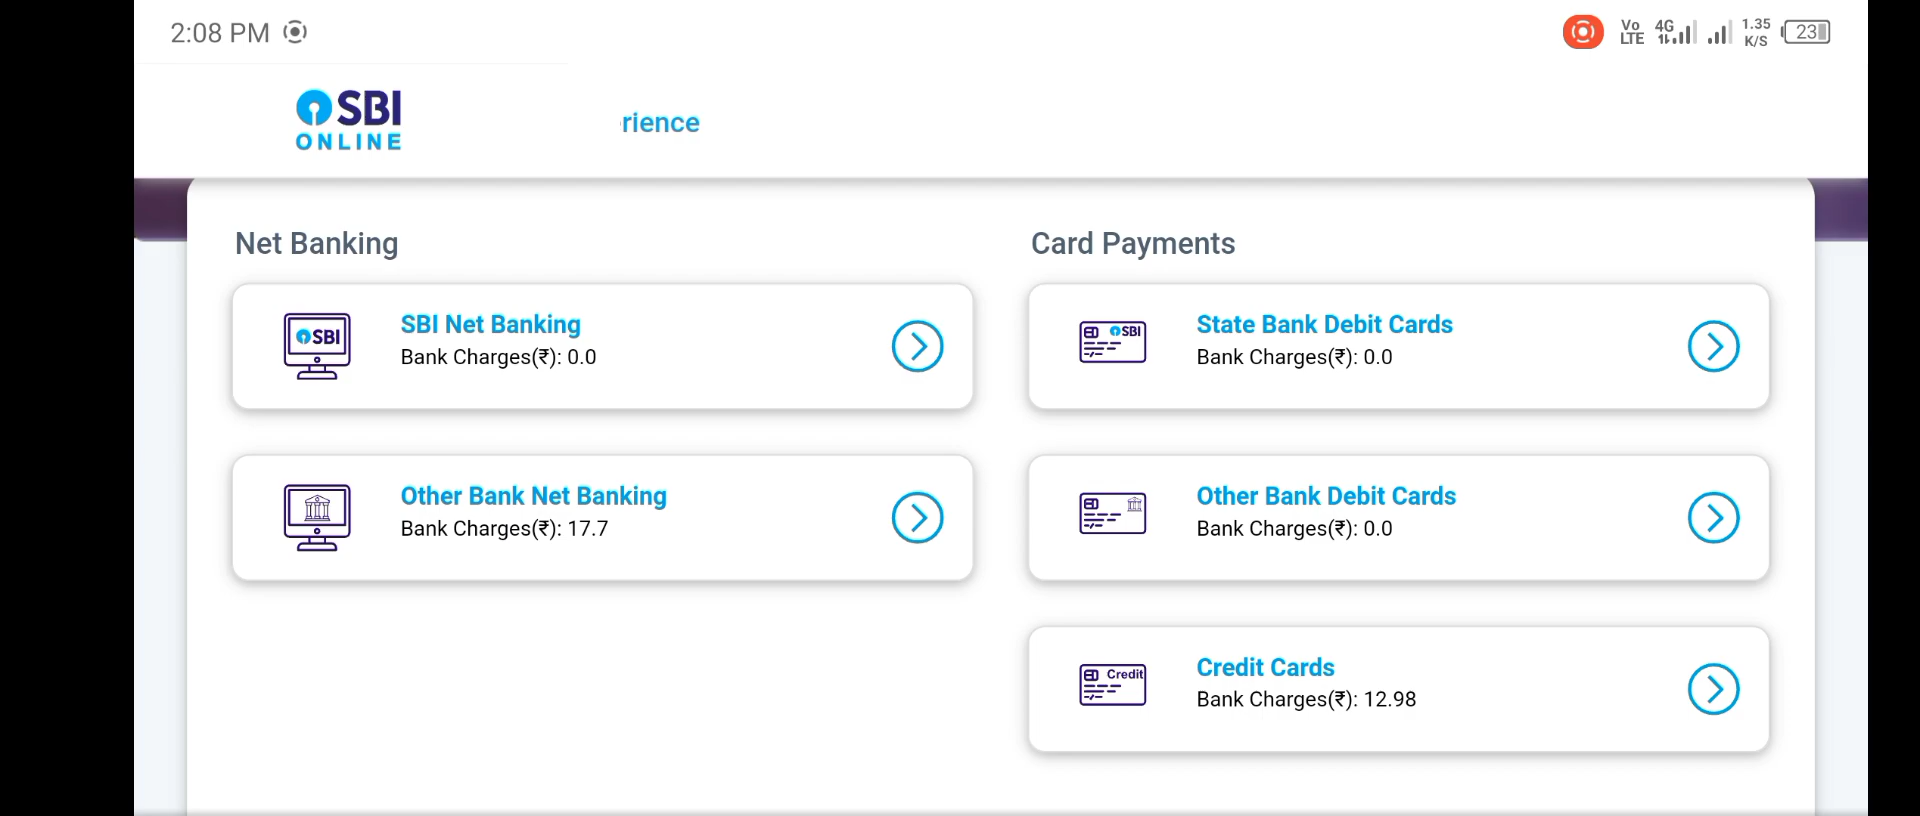 2:08 PM
Vo LTE 4G 1.35 K/S 23
SBI
ONLINE
rience
Net Banking
SBI
SBI Net Banking
Bank Charges(₹): 0.0
Other Bank Net Banking
Bank Charges(₹): 17.7
Card Payments
SBI
State Bank Debit Cards
Bank Charges(₹): 0.0
Other Bank Debit Cards
Bank Charges(₹): 0.0
Credit
Credit Cards
Bank Charges(₹): 12.98